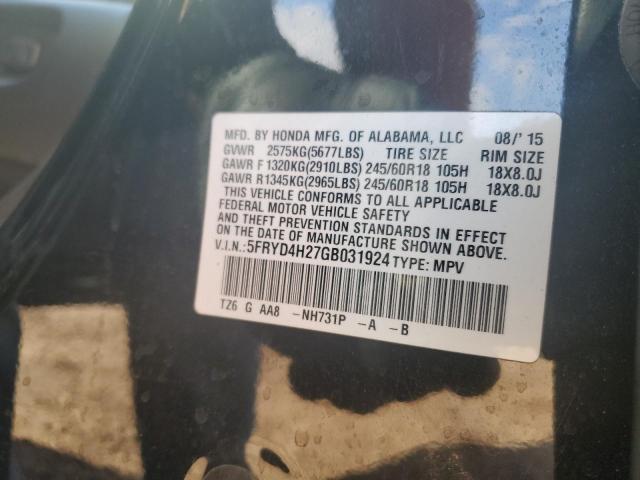 MFD. BY HONDA MFG. OF ALABAMA, LLC 08/'15
GVWR 2575KG(5677LBS) TIRE SIZE RIM SIZE
GAWR F 1320KG(2910LBS) 245/60R18 105H 18X8.0J
GAWR R1345KG(2965LBS) 245/60R18 105H 18X8.0J
THIS VEHICLE CONFORMS TO ALL APPLICABLE
FEDERAL MOTOR VEHICLE SAFETY
AND THEFT PREVENTION STANDARDS IN EFFECT
ON THE DATE OF MANUFACTURE SHOWN ABOVE.
V.I.N.: 5FRYD4H27GB031924 TYPE: MPV
TZ6 G AA8 -NH731P -A -B